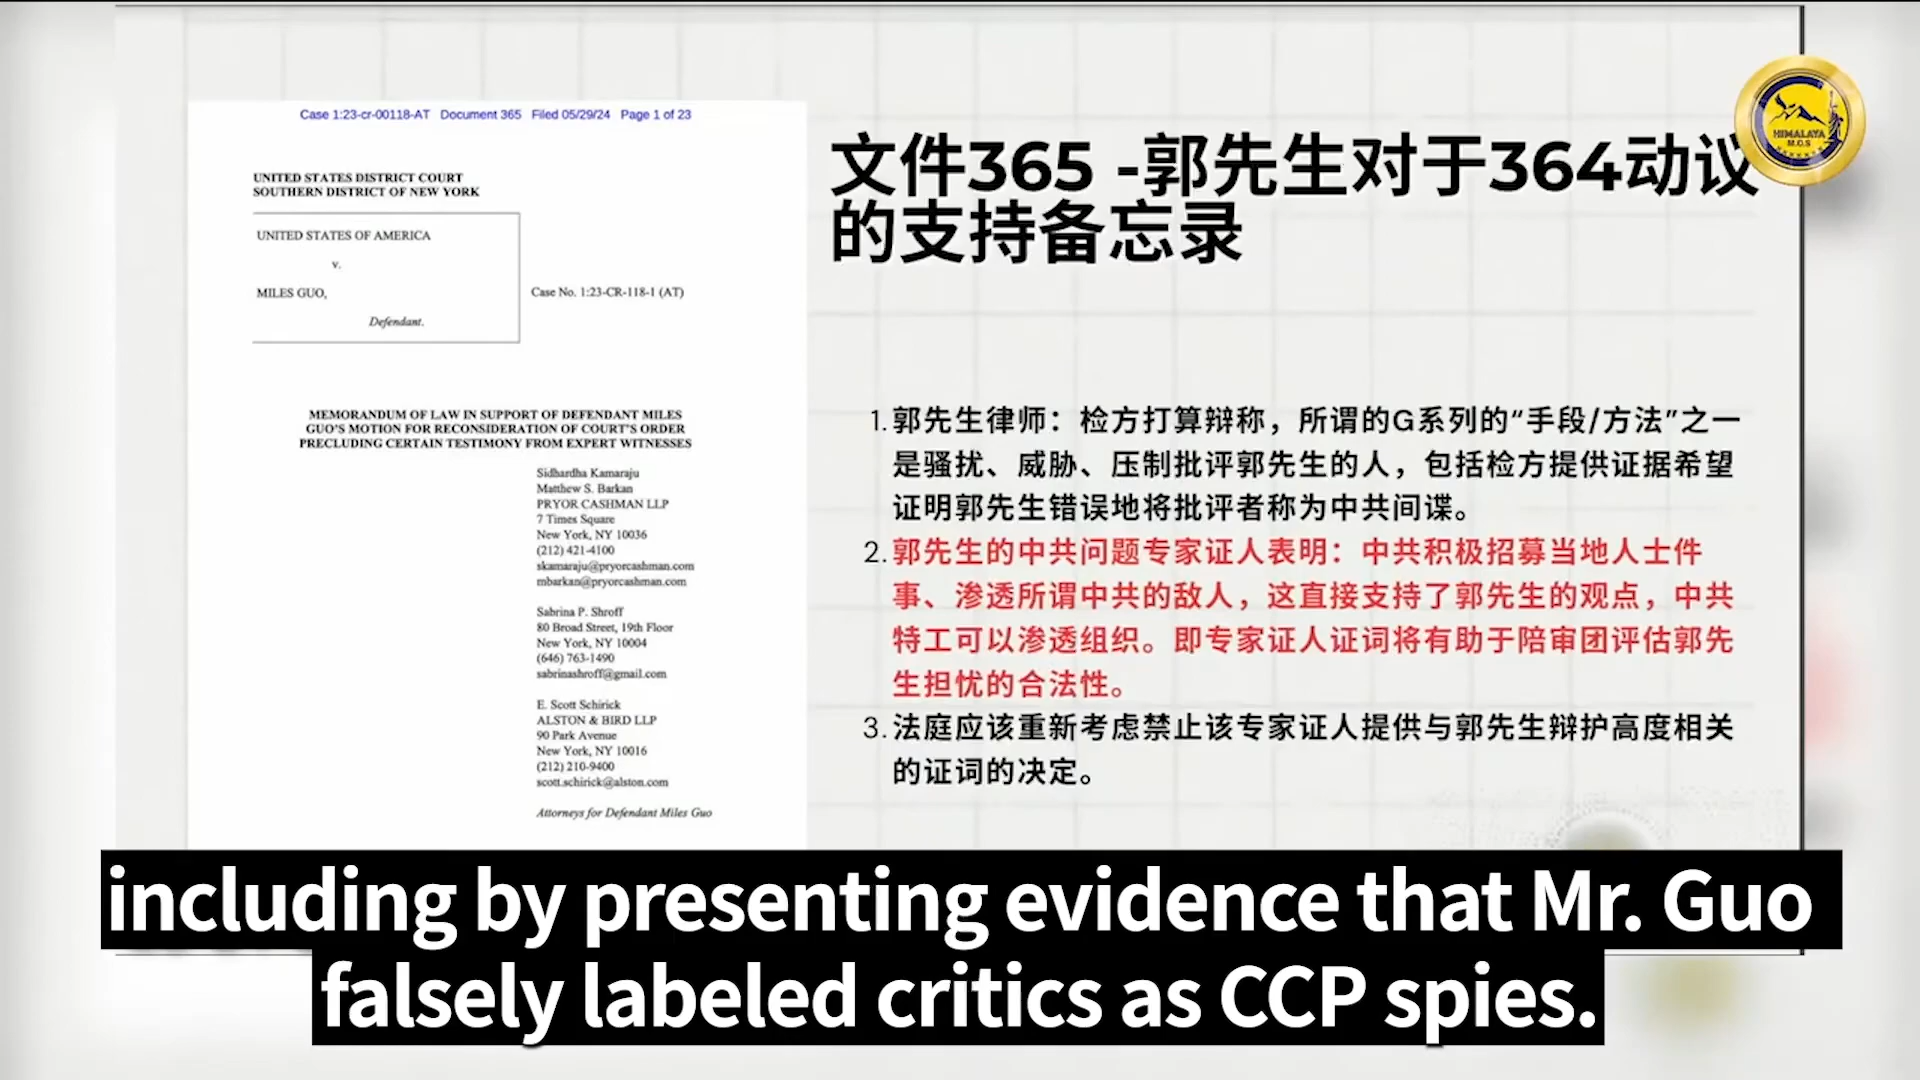 Case 1:23-cr-00118-AT Document 365 Filed 05/29/24 Page 1 of 23
UNITED STATES DISTRICT COURT
SOUTHERN DISTRICT OF NEW YORK
UNITED STATES OF AMERICA
v.
MILES GUO,
Defendant.
Case No. 1:23-CR-118-1 (AT)
MEMORANDUM OF LAW IN SUPPORT OF DEFENDANT MILES
GUO'S MOTION FOR RECONSIDERATION OF COURT'S ORDER
PRECLUDING CERTAIN TESTIMONY FROM EXPERT WITNESSES
Sidhardha Kamaraju
Matthew S. Barkan
PRYOR CASHMAN LLP
7 Times Square
New York, NY 10036
(212) 421-4100
skamaraju@pryorcashman.com
mbarkan@pryorcashman.com
Sabrina P. Shroff
80 Broad Street, 19th Floor
New York, NY 10004
(646) 763-1490
sabrinashroff@gmail.com
E. Scott Schirick
ALSTON & BIRD LLP
90 Park Avenue
New York, NY 10016
(212) 210-9400
scott.schirick@alston.com
Attorneys for Defendant Miles Guo
文件365 -郭先生对于364动议
的支持备忘录
HIMALAYA
M.O.S
1. 郭先生律师：检方打算辩称，所谓的G系列的“手段/方法”之一
是骚扰、威胁、压制批评郭先生的人，包括检方提供证据希望
证明郭先生错误地将批评者称为中共间谍。
2. 郭先生的中共问题专家证人表明：中共积极招募当地人士件
事、渗透所谓中共的敌人，这直接支持了郭先生的观点，中共
特工可以渗透组织。即专家证人证词将有助于陪审团评估郭先
生担忧的合法性。
3. 法庭应该重新考虑禁止该专家证人提供与郭先生辩护高度相关
的证词的决定。
including by presenting evidence that Mr. Guo
falsely labeled critics as CCP spies.